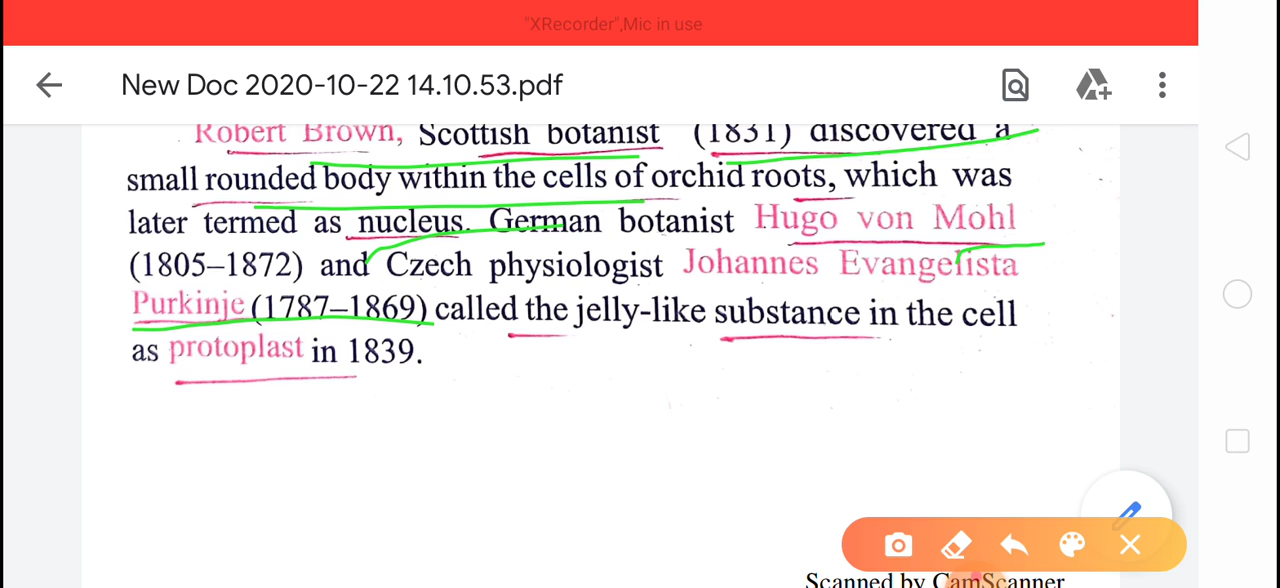 "XRecorder",Mic in use
New Doc 2020-10-22 14.10.53.pdf
Robert Brown, Scottish botanist (1831) discovered a
small rounded body within the cells of orchid roots, which was
later termed as nucleus. German botanist Hugo von Mohl
(1805–1872) and Czech physiologist Johannes Evangelista
Purkinje (1787–1869) called the jelly-like substance in the cell
as protoplast in 1839.
Scanned by CamScanner